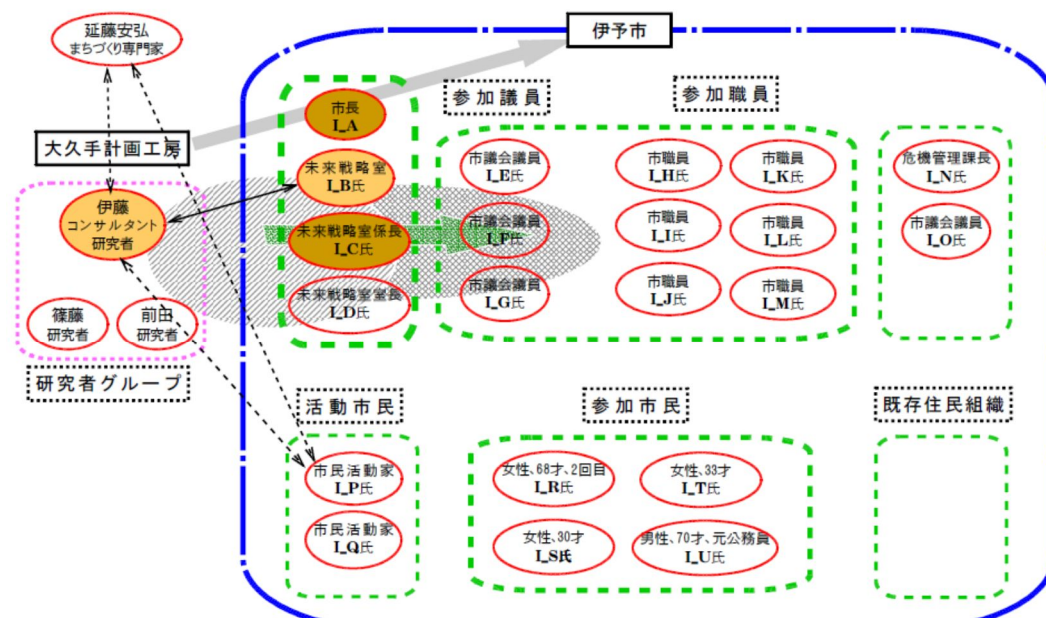 延藤安弘
まちづくり専門家
伊予市
大久手計画工房
伊藤
コンサルタント
研究者
篠藤
研究者
前田
研究者
研究者グループ
市長
I_A
未来戦略室
I_B氏
未来戦略室係長
I_C氏
未来戦略室室長
I_D氏
参加議員
市議会議員
I_E氏
市議会議員
I_F氏
市議会議員
I_G氏
参加職員
市職員
I_H氏
市職員
I_I氏
市職員
I_J氏
市職員
I_K氏
市職員
I_L氏
市職員
I_M氏
危機管理課長
I_N氏
市議会議員
I_O氏
活動市民
市民活動家
I_P氏
市民活動家
I_Q氏
参加市民
女性、68才、2回目
I_R氏
女性、30才
I_S氏
女性、33才
I_T氏
男性、70才、元公務員
I_U氏
既存住民組織